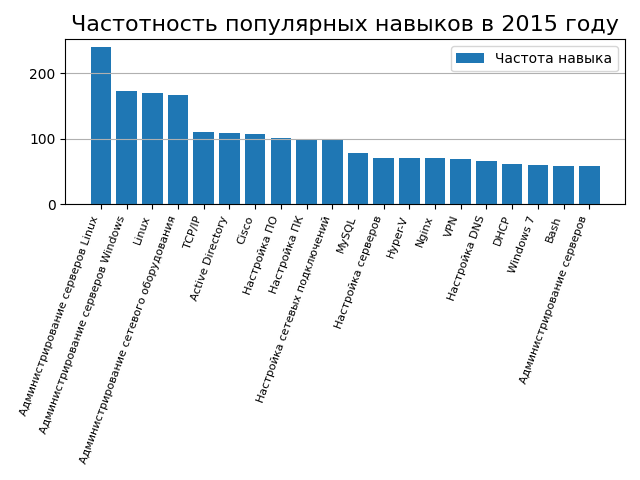 Частотность популярных навыков в 2015 году
Частота навыка
200
100
0
Администрирование серверов Linux
Администрирование серверов Windows
Linux
Администрирование сетевого оборудования
TCP/IP
Active Directory
Cisco
Настройка ПО
Настройка ПК
Настройка сетевых подключений
MySQL
Настройка серверов
Hyper-V
Nginx
VPN
Настройка DNS
DHCP
Windows 7
Bash
Администрирование серверов